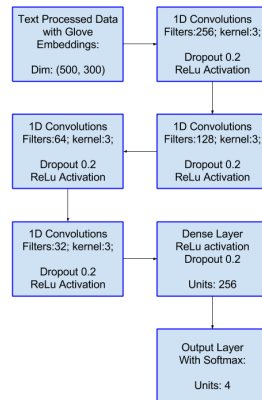 Text Processed Data
with Glove
Embeddings:
Dim: (500, 300)
1D Convolutions
Filters:256; kernel:3;
Dropout 0.2
ReLu Activation
1D Convolutions
Filters:128; kernel:3;
Dropout 0.2
ReLu Activation
1D Convolutions
Filters:64; kernel:3;
Dropout 0.2
ReLu Activation
1D Convolutions
Filters:32; kernel:3;
Dropout 0.2
ReLu Activation
Dense Layer
ReLu activation
Dropout 0.2
Units: 256
Output Layer
With Softmax:
Units: 4